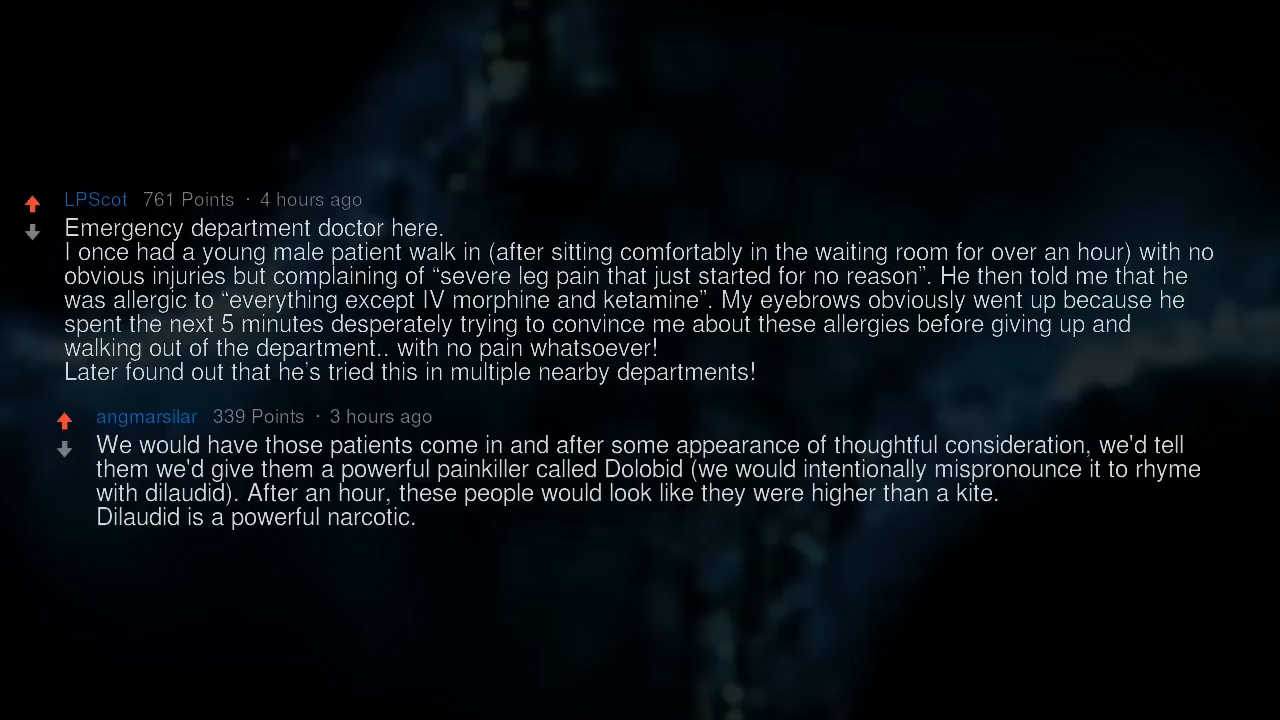 LPScot 761 Points · 4 hours ago
Emergency department doctor here.
I once had a young male patient walk in (after sitting comfortably in the waiting room for over an hour) with no
obvious injuries but complaining of “severe leg pain that just started for no reason”. He then told me that he
was allergic to “everything except IV morphine and ketamine”. My eyebrows obviously went up because he
spent the next 5 minutes desperately trying to convince me about these allergies before giving up and
walking out of the department.. with no pain whatsoever!
Later found out that he’s tried this in multiple nearby departments!
angmarsilar 339 Points · 3 hours ago
We would have those patients come in and after some appearance of thoughtful consideration, we'd tell
them we'd give them a powerful painkiller called Dolobid (we would intentionally mispronounce it to rhyme
with dilaudid). After an hour, these people would look like they were higher than a kite.
Dilaudid is a powerful narcotic.